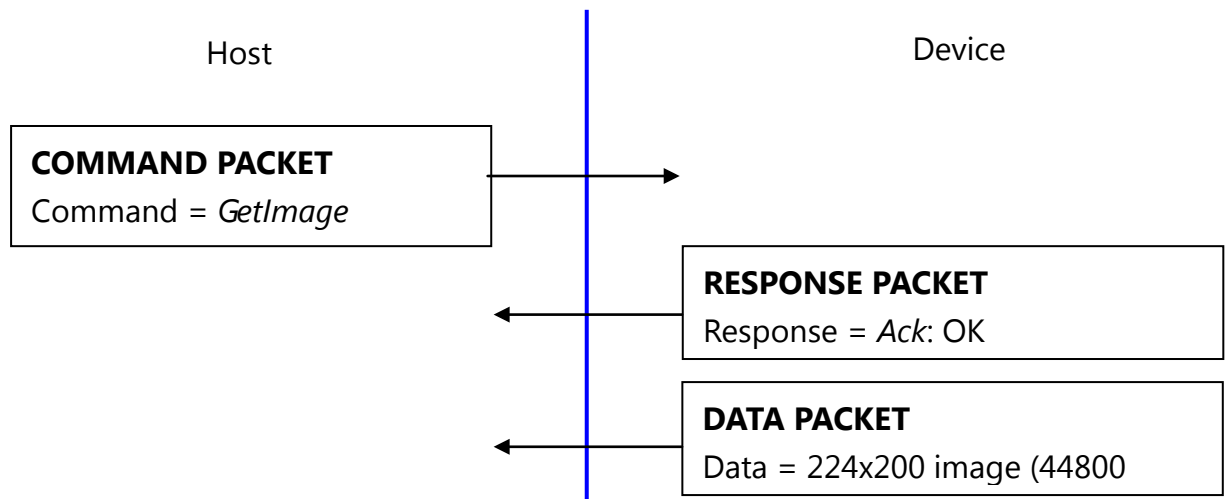 Host
Device
COMMAND PACKET
Command = GetImage
RESPONSE PACKET
Response = Ack: OK
DATA PACKET
Data = 224x200 image (44800